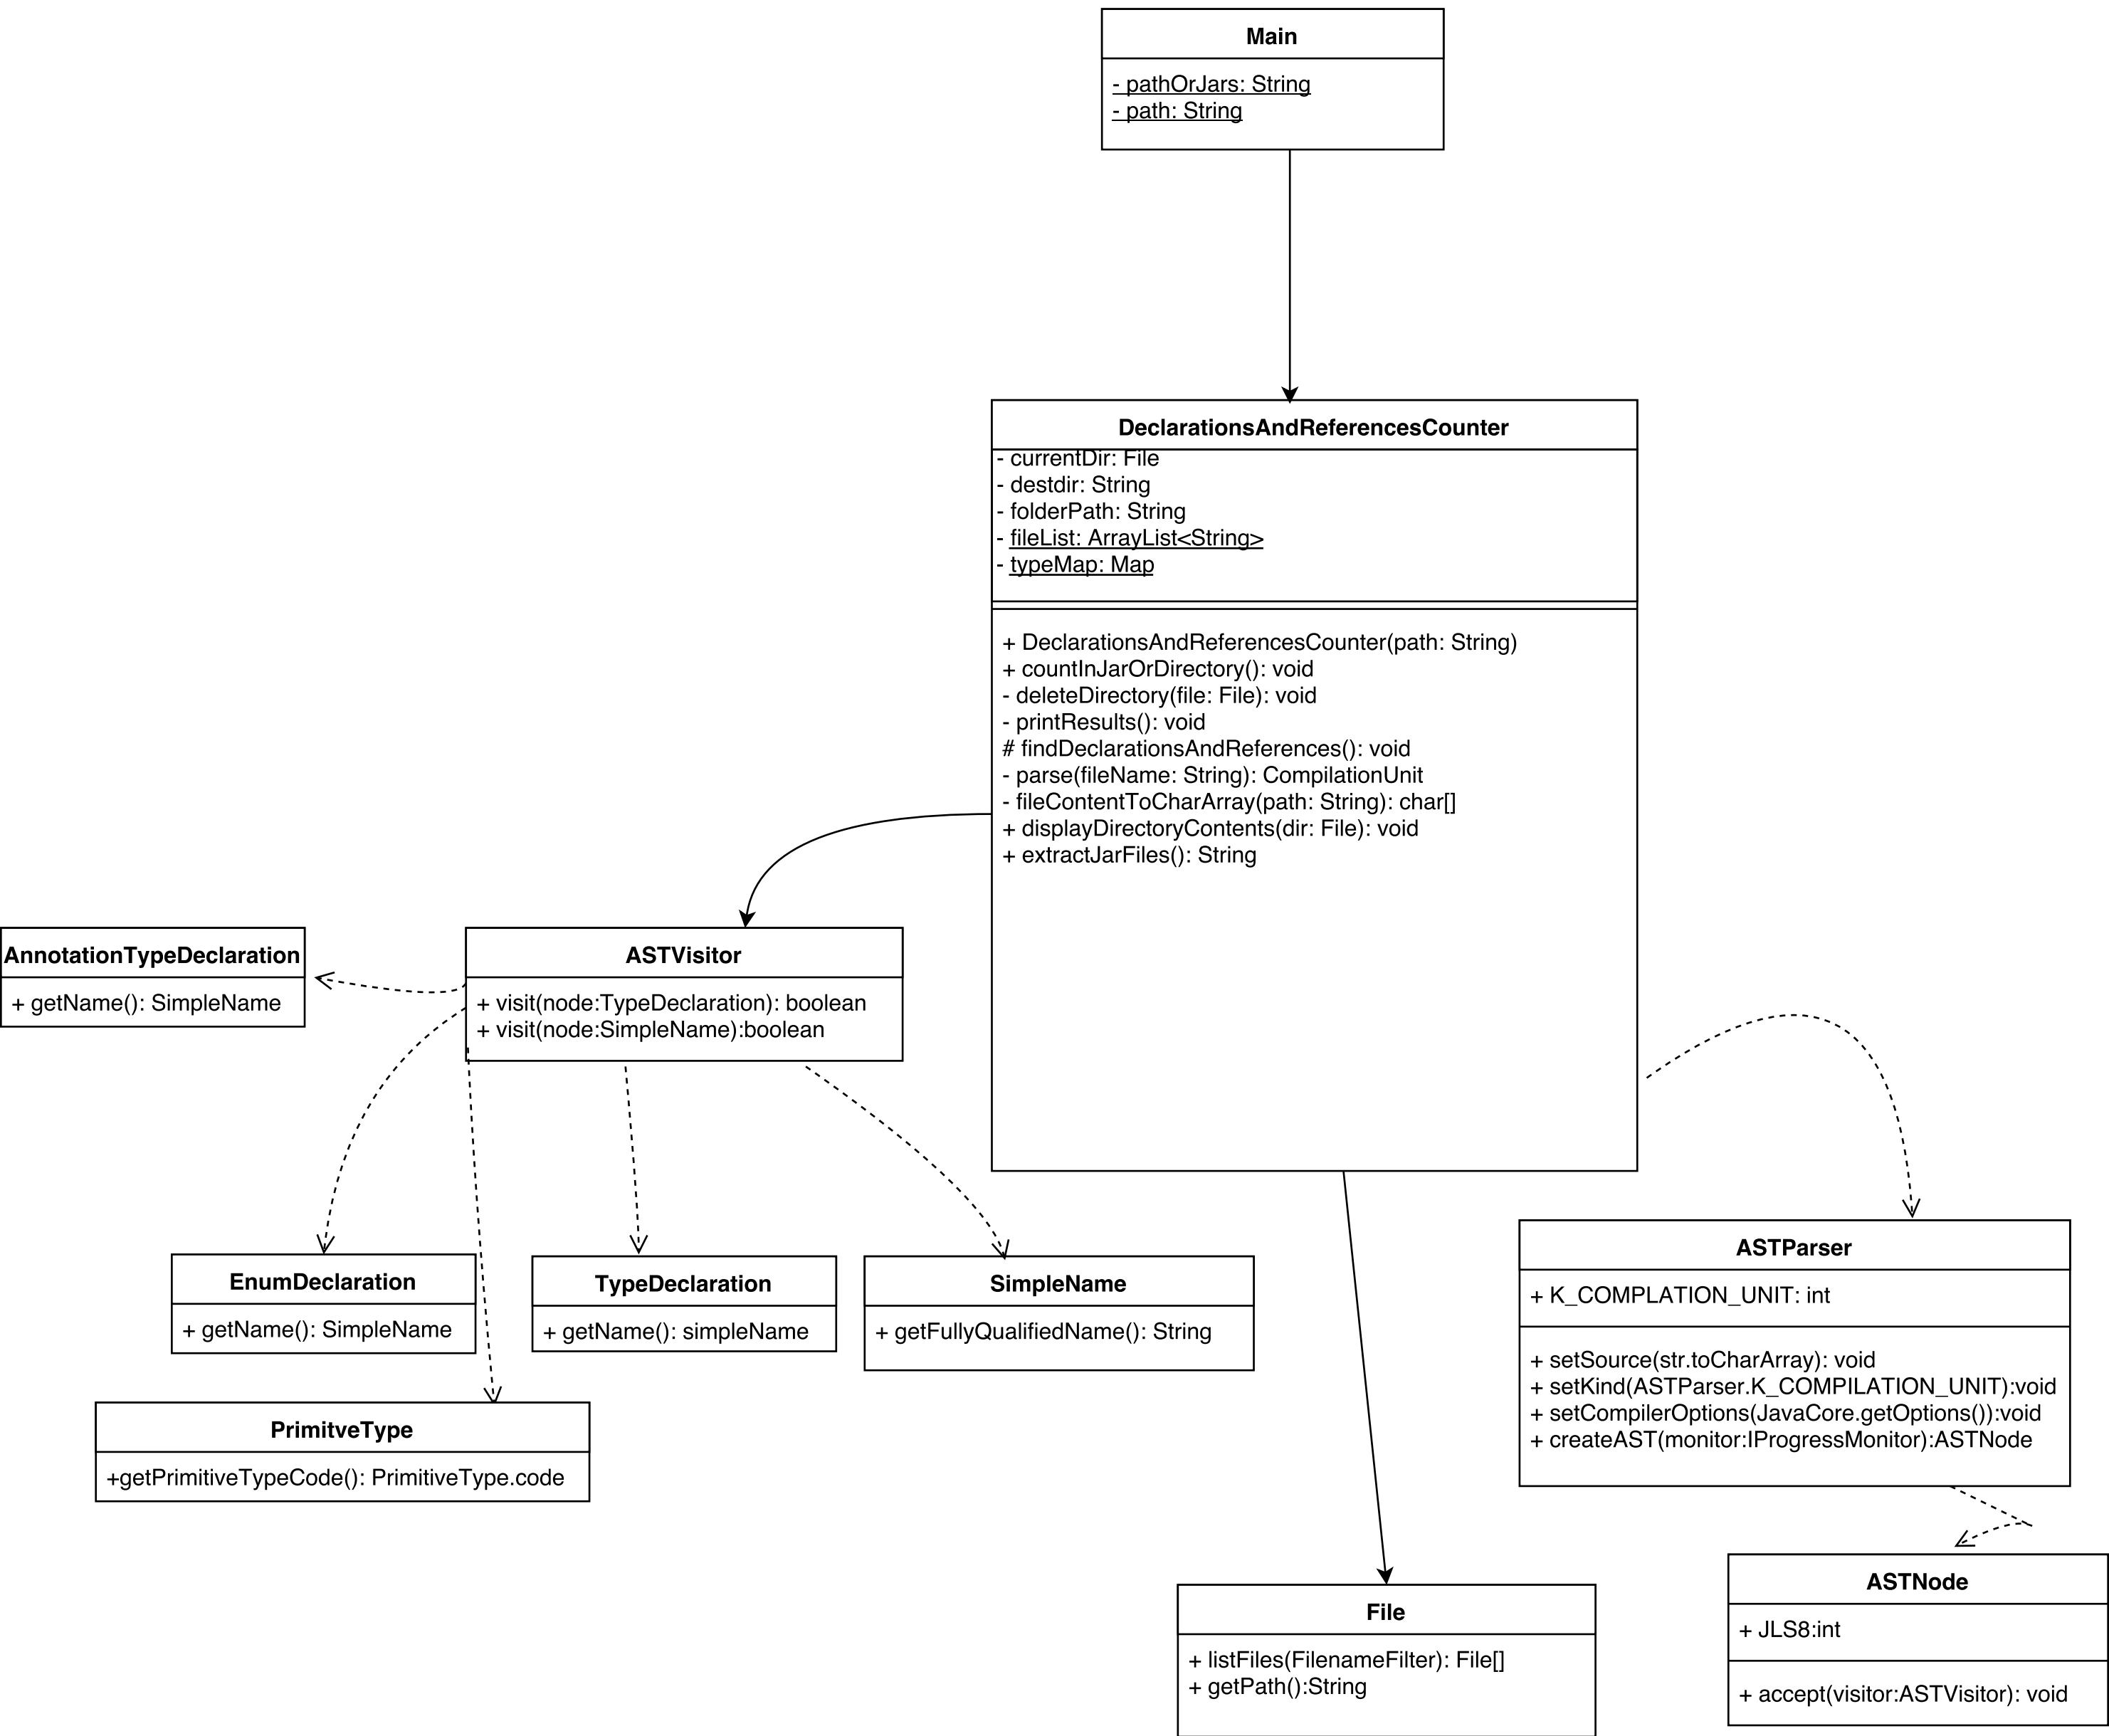 Main
- pathOrJars: String
- path: String
DeclarationsAndReferencesCounter
- currentDir: File
- destdir: String
- folderPath: String
- fileList: ArrayList<String>
- typeMap: Map
+ DeclarationsAndReferencesCounter(path: String)
+ countInJarOrDirectory(): void
- deleteDirectory(file: File): void
- printResults(): void
# findDeclarationsAndReferences(): void
- parse(fileName: String): CompilationUnit
- fileContentToCharArray(path: String): char[]
+ displayDirectoryContents(dir: File): void
+ extractJarFiles(): String
AnnotationTypeDeclaration
+ getName(): SimpleName
ASTVisitor
+ visit(node:TypeDeclaration): boolean
+ visit(node:SimpleName):boolean
EnumDeclaration
+ getName(): SimpleName
TypeDeclaration
+ getName(): simpleName
SimpleName
+ getFullyQualifiedName(): String
ASTParser
+ K_COMPLATION_UNIT: int
+ setSource(str.toCharArray): void
+ setKind(ASTParser.K_COMPILATION_UNIT):void
+ setCompilerOptions(JavaCore.getOptions()):void
+ createAST(monitor:IProgressMonitor):ASTNode
PrimitveType
+getPrimitiveTypeCode(): PrimitiveType.code
File
+ listFiles(FilenameFilter): File[]
+ getPath():String
ASTNode
+ JLS8:int
+ accept(visitor:ASTVisitor): void